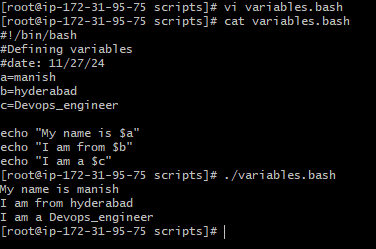 [root@ip-172-31-95-75 scripts]# vi variables.bash
[root@ip-172-31-95-75 scripts]# cat variables.bash
#!/bin/bash
#Defining variables
#date: 11/27/24
a=manish
b=hyderabad
c=Devops_engineer

echo "My name is $a"
echo "I am from $b"
echo "I am a $c"
[root@ip-172-31-95-75 scripts]# ./variables.bash
My name is manish
I am from hyderabad
I am a Devops_engineer
[root@ip-172-31-95-75 scripts]#